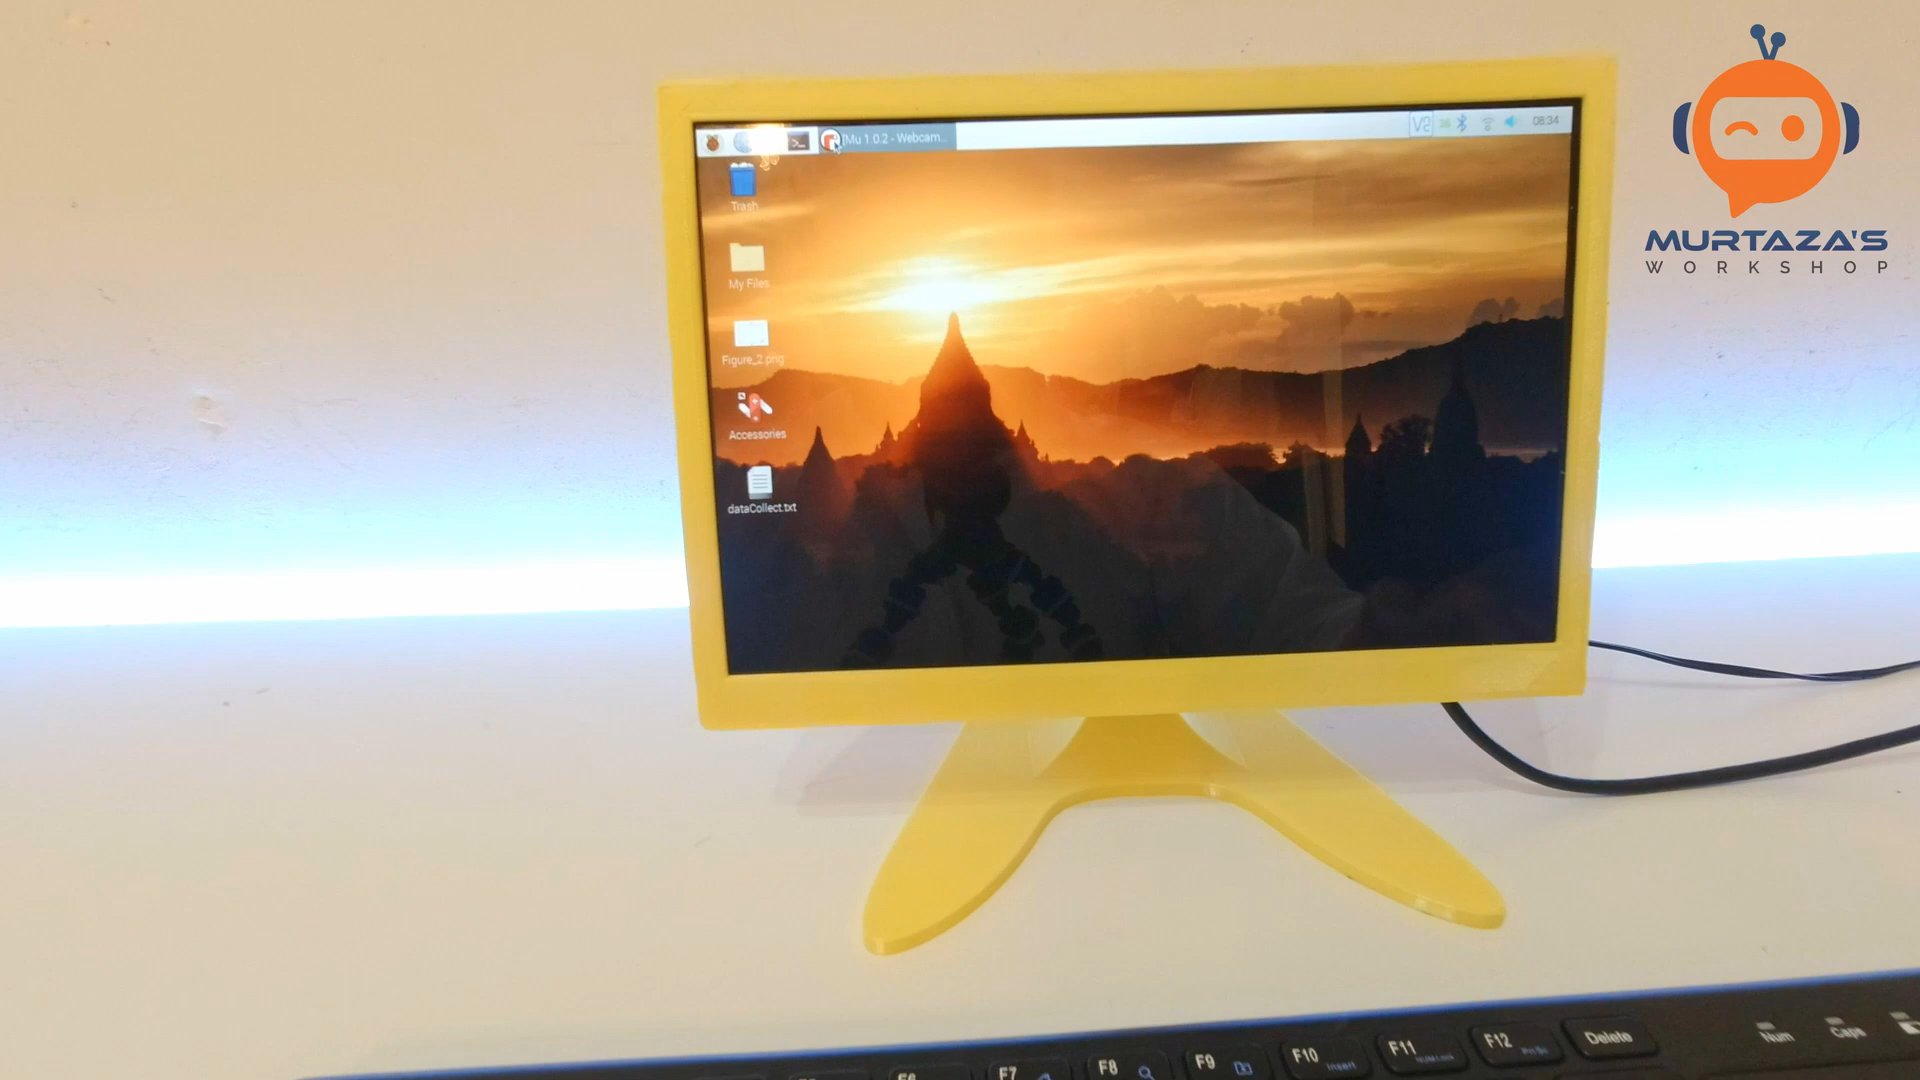 [Mu 1.0.2 - Webcam...
08:34
Trash
My Files
Figure_2.png
Accessories
dataCollect.txt
MURTAZA'S
WORKSHOP
F7
F8
F9
F10
Insert
F11
F12
Delete
Num
Caps